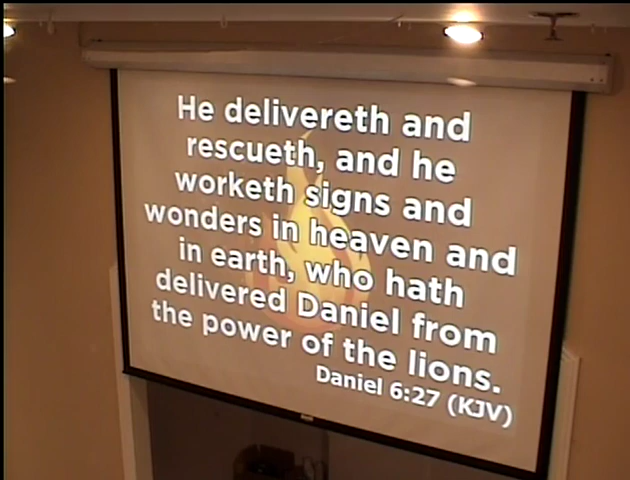 He delivereth and
rescueth, and he
worketh signs and
wonders in heaven and
in earth, who hath
delivered Daniel from
the power of the lions.
Daniel 6:27 (KJV)